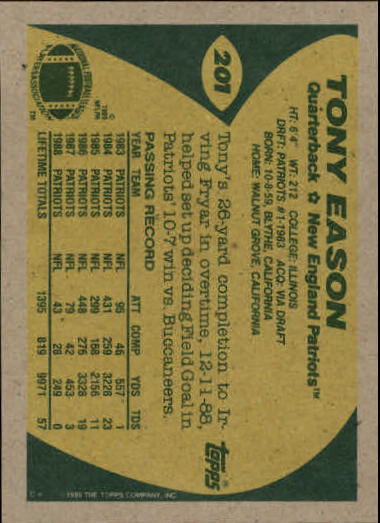 201
TONY EASON
Quarterback ☆ New England Patriots™
HT: 6'4" WT: 212 COLLEGE: ILLINOIS
DRFT: PATRIOTS #1-1983 ACQ: VIA DRAFT
BORN: 10-8-59, BLYTHE, CALIFORNIA
HOME: WALNUT GROVE, CALIFORNIA
Tony's 26-yard completion to Ir-
ving Fryar in overtime, 12-11-88,
helped set up deciding Field Goal in
Patriots' 10-7 win vs. Buccaneers.
topps
PASSING RECORD
YEAR TEAM ATT COMP YDS TDS
1983 PATRIOTS NFL 95 46 557 1
1984 PATRIOTS NFL 431 259 3228 23
1985 PATRIOTS NFL 299 168 2156 11
1986 PATRIOTS NFL 448 276 3328 19
1987 PATRIOTS NFL 79 42 453 3
1988 PATRIOTS NFL 43 28 249 0
LIFETIME TOTALS 1395 819 9971 57
© 1989 THE TOPPS COMPANY, INC.